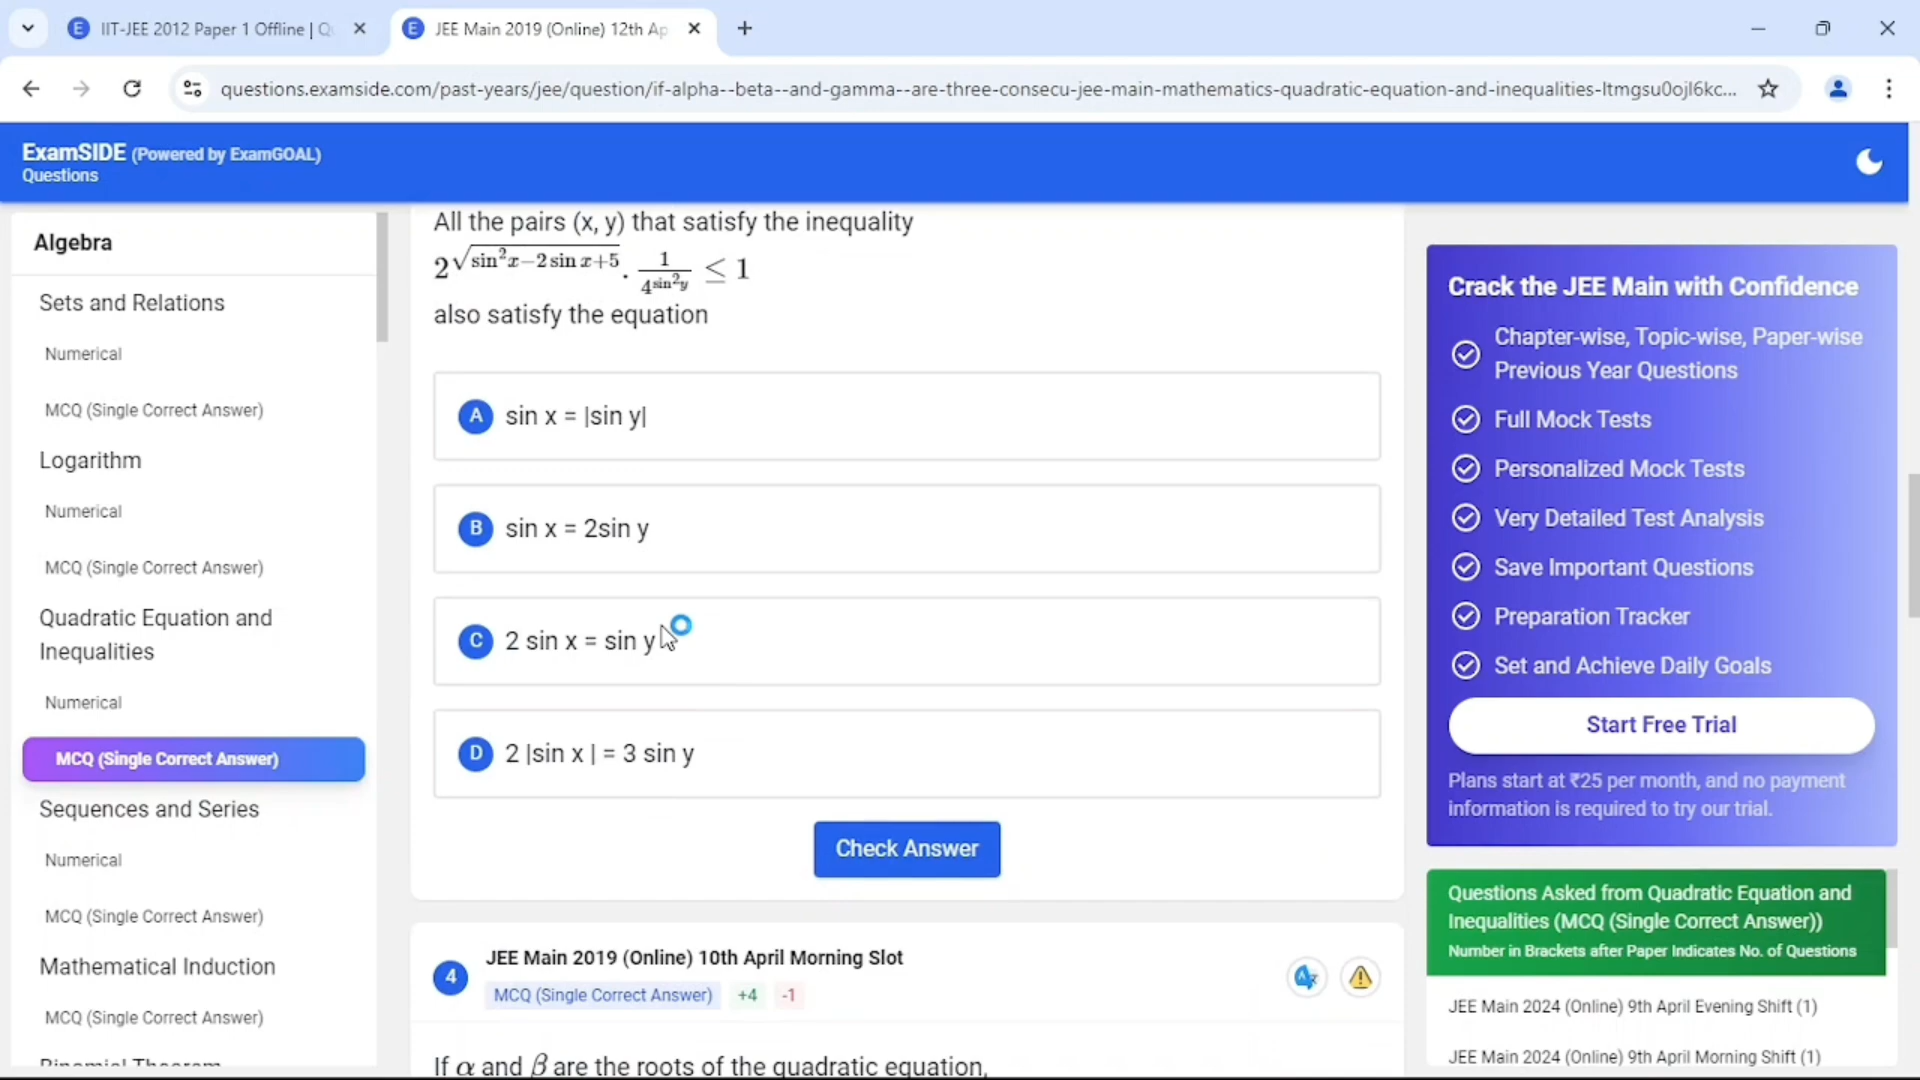 IIT-JEE 2012 Paper 1 Offline | Qu
JEE Main 2019 (Online) 12th Ap
questions.examside.com/past-years/jee/question/if-alpha--beta--and-gamma--are-three-consecu-jee-main-mathematics-quadratic-equation-and-inequalities-ltmgsu0ojl6kc...
ExamSIDE (Powered by ExamGOAL)
Questions
Algebra
Sets and Relations
Numerical
MCQ (Single Correct Answer)
Logarithm
Numerical
MCQ (Single Correct Answer)
Quadratic Equation and
Inequalities
Numerical
MCQ (Single Correct Answer)
Sequences and Series
Numerical
MCQ (Single Correct Answer)
Mathematical Induction
MCQ (Single Correct Answer)
Binomial Theorem
All the pairs (x, y) that satisfy the inequality
2^{\sqrt{\sin^2 x - 2 \sin x + 5}} . \frac{1}{4^{\sin^2 y}} ≤ 1
also satisfy the equation
A sin x = |sin y|
B sin x = 2sin y
C 2 sin x = sin y
D 2 |sin x | = 3 sin y
Check Answer
4
JEE Main 2019 (Online) 10th April Morning Slot
MCQ (Single Correct Answer) +4 -1
If α and β are the roots of the quadratic equation,
Crack the JEE Main with Confidence
Chapter-wise, Topic-wise, Paper-wise
Previous Year Questions
Full Mock Tests
Personalized Mock Tests
Very Detailed Test Analysis
Save Important Questions
Preparation Tracker
Set and Achieve Daily Goals
Start Free Trial
Plans start at ₹25 per month, and no payment
information is required to try our trial.
Questions Asked from Quadratic Equation and
Inequalities (MCQ (Single Correct Answer))
Number in Brackets after Paper Indicates No. of Questions
JEE Main 2024 (Online) 9th April Evening Shift (1)
JEE Main 2024 (Online) 9th April Morning Shift (1)